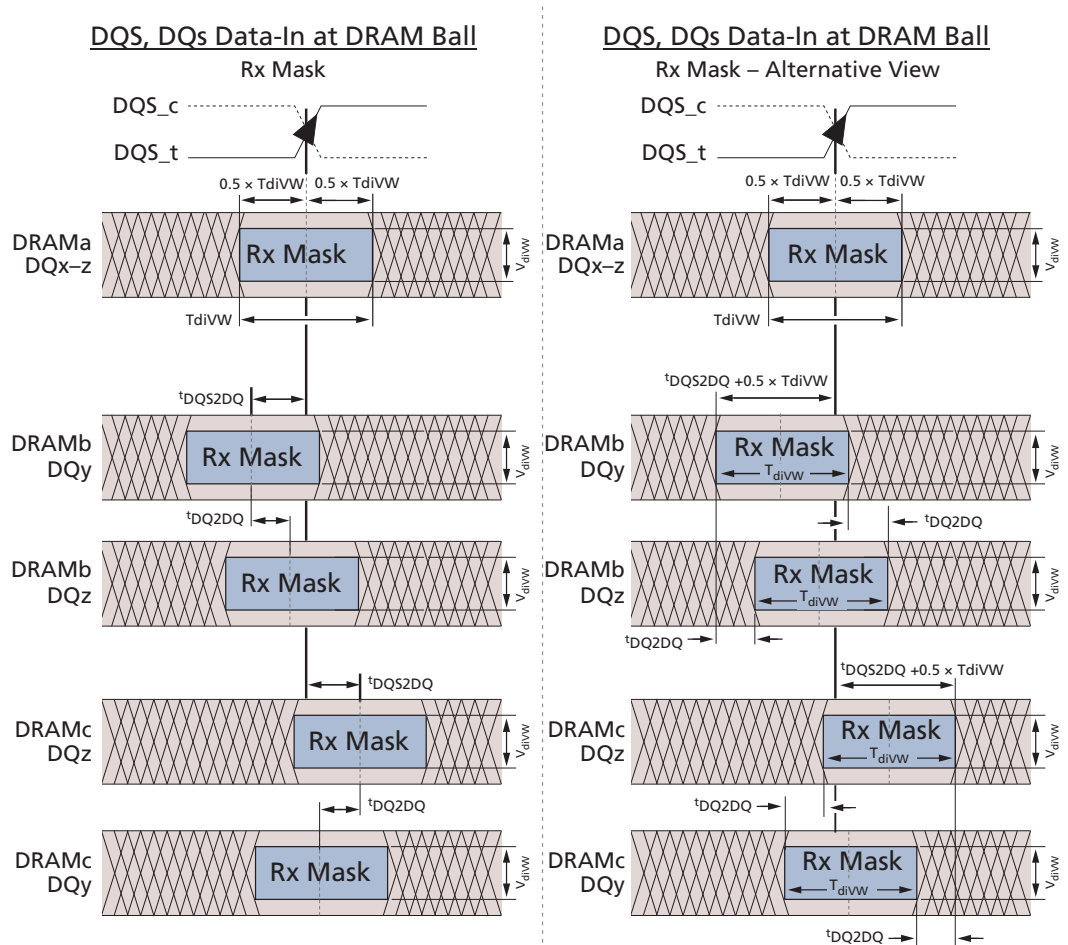 DQS, DQs Data-In at DRAM Ball
Rx Mask
DQS_c
DQS_t
0.5 × TdiVW
0.5 × TdiVW
DRAMa
DQx–z
Rx Mask
VdiVW
TdiVW
tDQS2DQ
DRAMb
DQy
Rx Mask
VdiVW
tDQ2DQ
DRAMb
DQz
Rx Mask
VdiVW
tDQS2DQ
DRAMc
DQz
Rx Mask
VdiVW
tDQ2DQ
DRAMc
DQy
Rx Mask
VdiVW
DQS, DQs Data-In at DRAM Ball
Rx Mask – Alternative View
DQS_c
DQS_t
0.5 × TdiVW
0.5 × TdiVW
DRAMa
DQx–z
Rx Mask
VdiVW
TdiVW
tDQS2DQ +0.5 × TdiVW
DRAMb
DQy
Rx Mask
TdiVW
VdiVW
tDQ2DQ
DRAMb
DQz
Rx Mask
TdiVW
VdiVW
tDQ2DQ
tDQS2DQ +0.5 × TdiVW
DRAMc
DQz
Rx Mask
TdiVW
VdiVW
tDQ2DQ
DRAMc
DQy
Rx Mask
TdiVW
VdiVW
tDQ2DQ